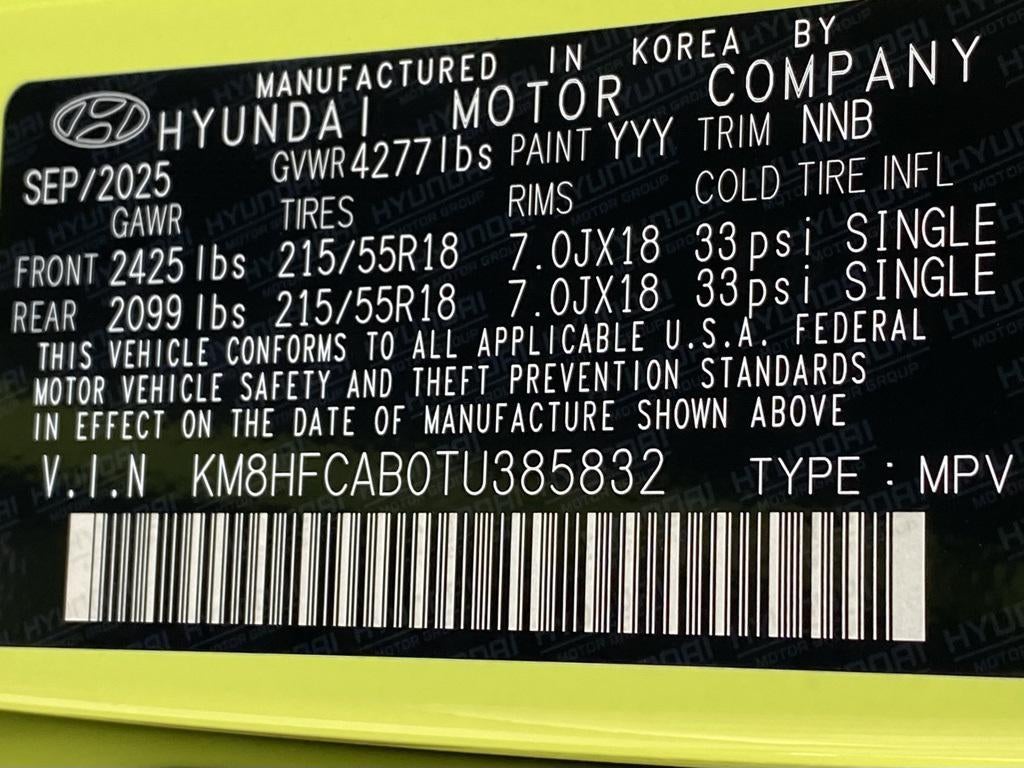 MANUFACTURED IN KOREA BY
HYUNDAI MOTOR COMPANY
SEP/2025 GVWR 4277lbs PAINT YYY TRIM NNB
GAWR TIRES RIMS COLD TIRE INFL
FRONT 2425 lbs 215/55R18 7.0JX18 33psi SINGLE
REAR 2099 lbs 215/55R18 7.0JX18 33psi SINGLE
THIS VEHICLE CONFORMS TO ALL APPLICABLE U.S.A. FEDERAL
MOTOR VEHICLE SAFETY AND THEFT PREVENTION STANDARDS
IN EFFECT ON THE DATE OF MANUFACTURE SHOWN ABOVE
V.I.N KM8HFCAB0TU385832 TYPE : MPV